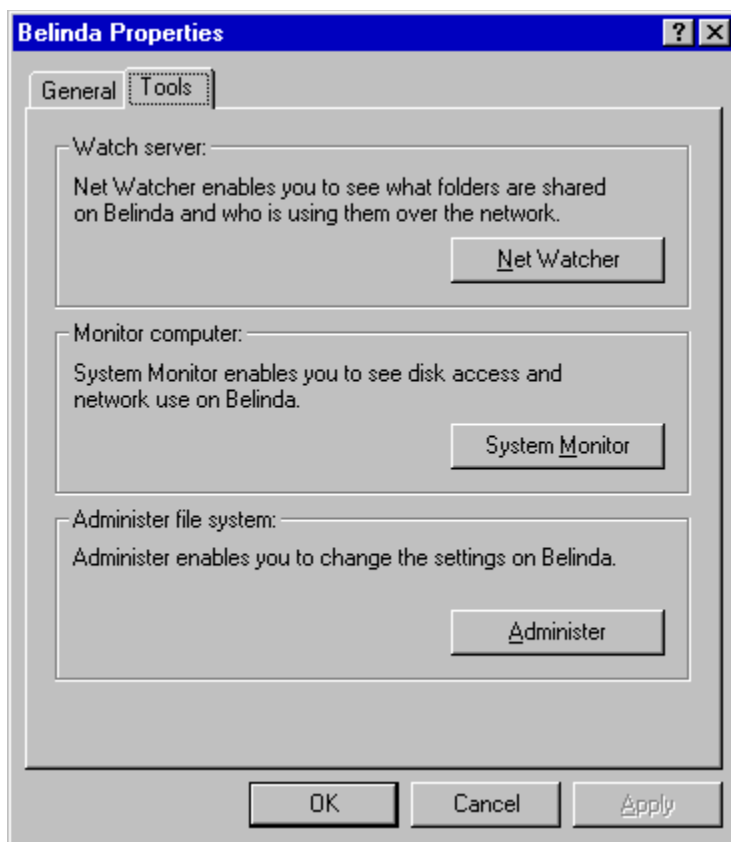 Belinda Properties
General
Tools
Watch server:
Net Watcher enables you to see what folders are shared
on Belinda and who is using them over the network.
Net Watcher
Monitor computer:
System Monitor enables you to see disk access and
network use on Belinda.
System Monitor
Administer file system:
Administer enables you to change the settings on Belinda.
Administer
OK
Cancel
Apply